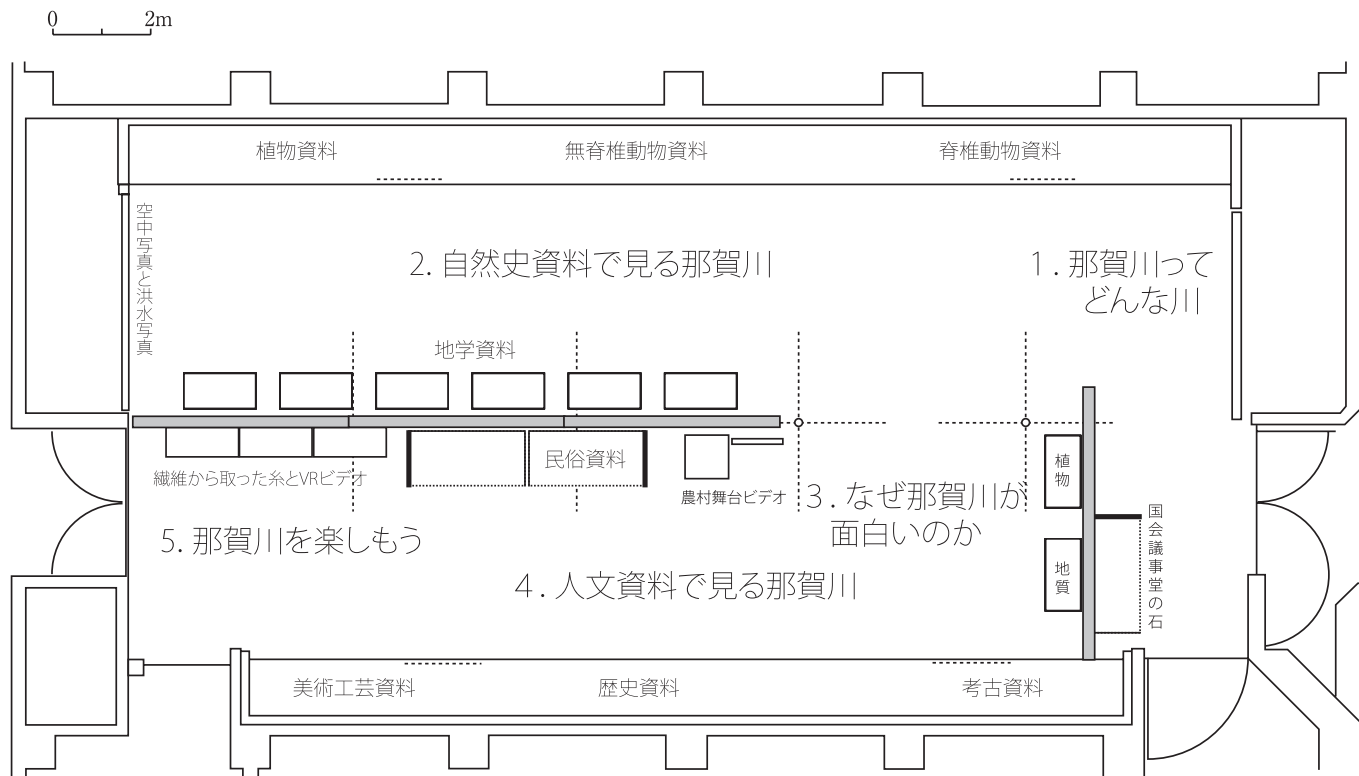 0 2m
植物資料
無脊椎動物資料
脊椎動物資料
空中写真と洪水写真
2. 自然史資料で見る那賀川
1. 那賀川って
どんな川
地学資料
繊維から取った糸とVRビデオ
民俗資料
農村舞台ビデオ
3. なぜ那賀川が
面白いのか
植物
地質
国会議事堂の石
5. 那賀川を楽しもう
4. 人文資料で見る那賀川
美術工芸資料
歴史資料
考古資料